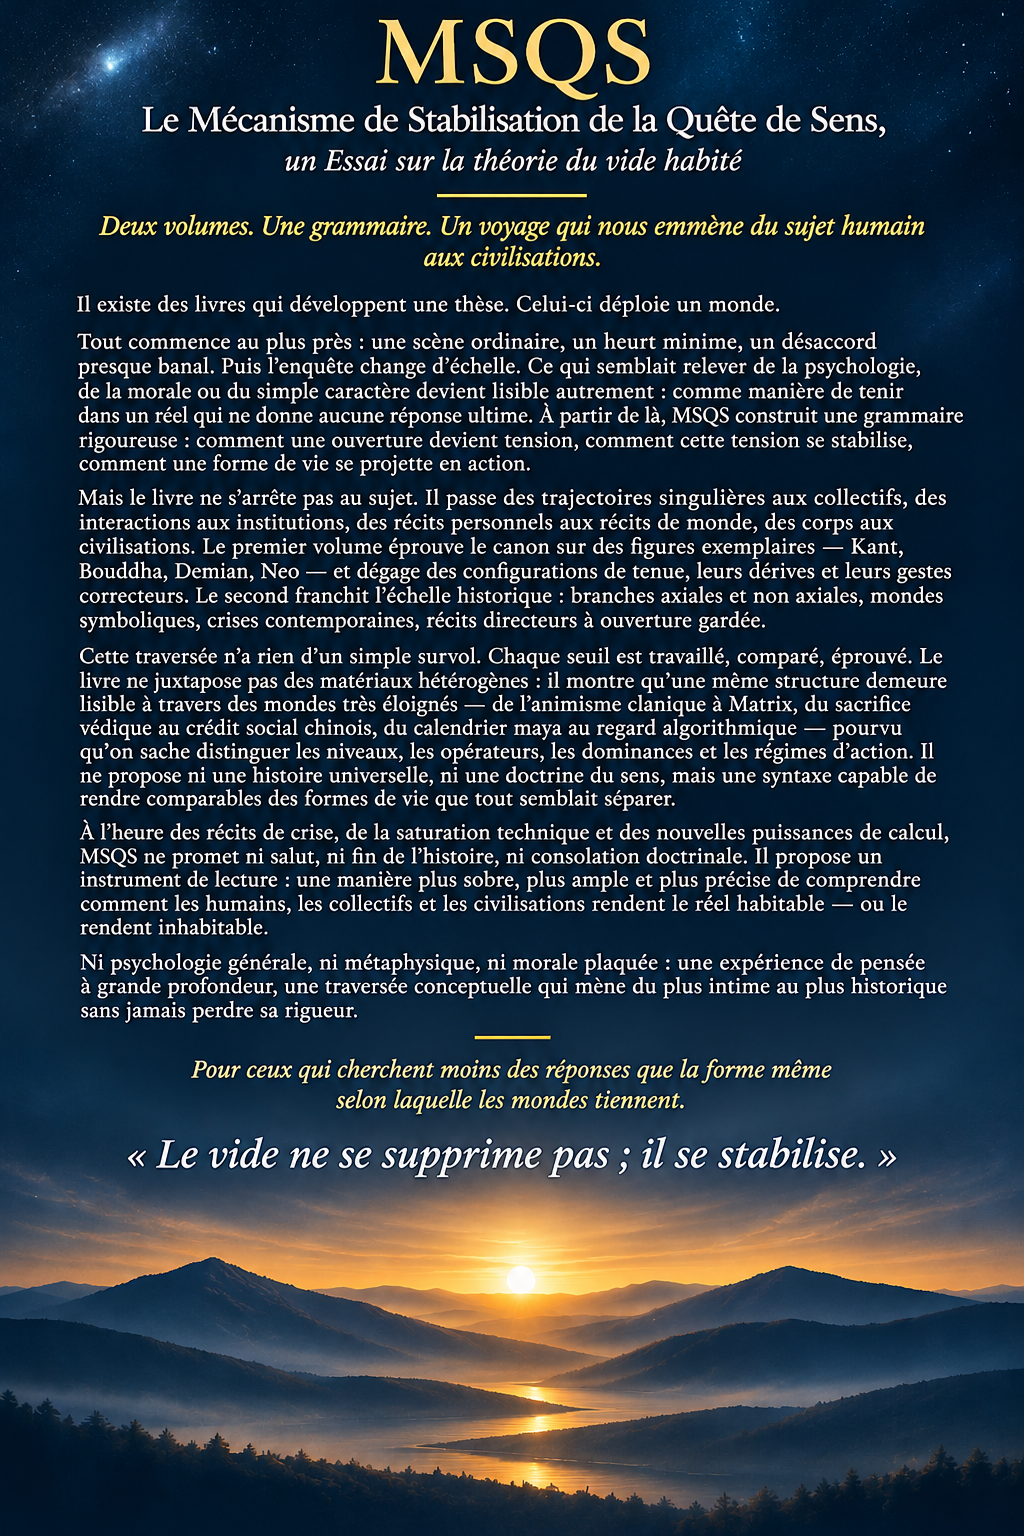 MSQS
Le Mécanisme de Stabilisation de la Quête de Sens,
un Essai sur la théorie du vide habité
Deux volumes. Une grammaire. Un voyage qui nous emmène du sujet humain
aux civilisations.
Il existe des livres qui développent une thèse. Celui-ci déploie un monde.
Tout commence au plus près : une scène ordinaire, un heurt minime, un désaccord
presque banal. Puis l’enquête change d’échelle. Ce qui semblait relever de la psychologie,
de la morale ou du simple caractère devient lisible autrement : comme manière de tenir
dans un réel qui ne donne aucune réponse ultime. À partir de là, MSQS construit une grammaire
rigoureuse : comment une ouverture devient tension, comment cette tension se stabilise,
comment une forme de vie se projette en action.
Mais le livre ne s’arrête pas au sujet. Il passe des trajectoires singulières aux collectifs, des
interactions aux institutions, des récits personnels aux récits de monde, des corps aux
civilisations. Le premier volume éprouve le canon sur des figures exemplaires — Kant,
Bouddha, Demian, Neo — et dégage des configurations de tenue, leurs dérives et leurs gestes
correcteurs. Le second franchit l’échelle historique : branches axiales et non axiales, mondes
symboliques, crises contemporaines, récits directeurs à ouverture gardée.
Cette traversée n’a rien d’un simple survol. Chaque seuil est travaillé, comparé, éprouvé. Le
livre ne juxtapose pas des matériaux hétérogènes : il montre qu’une même structure demeure
lisible à travers des mondes très éloignés — de l’animisme clanique à Matrix, du sacrifice
védique au crédit social chinois, du calendrier maya au regard algorithmique — pourvu
qu’on sache distinguer les niveaux, les opérateurs, les dominances et les régimes d’action. Il
ne propose ni une histoire universelle, ni une doctrine du sens, mais une syntaxe capable de
rendre comparables des formes de vie que tout semblait séparer.
À l’heure des récits de crise, de la saturation technique et des nouvelles puissances de calcul,
MSQS ne promet ni salut, ni fin de l’histoire, ni consolation doctrinale. Il propose un
instrument de lecture : une manière plus sobre, plus ample et plus précise de comprendre
comment les humains, les collectifs et les civilisations rendent le réel habitable — ou le
rendent inhabitable.
Ni psychologie générale, ni métaphysique, ni morale plaquée : une expérience de pensée
à grande profondeur, une traversée conceptuelle qui mène du plus intime au plus historique
sans jamais perdre sa rigueur.
Pour ceux qui cherchent moins des réponses que la forme même
selon laquelle les mondes tiennent.
« Le vide ne se supprime pas ; il se stabilise. »